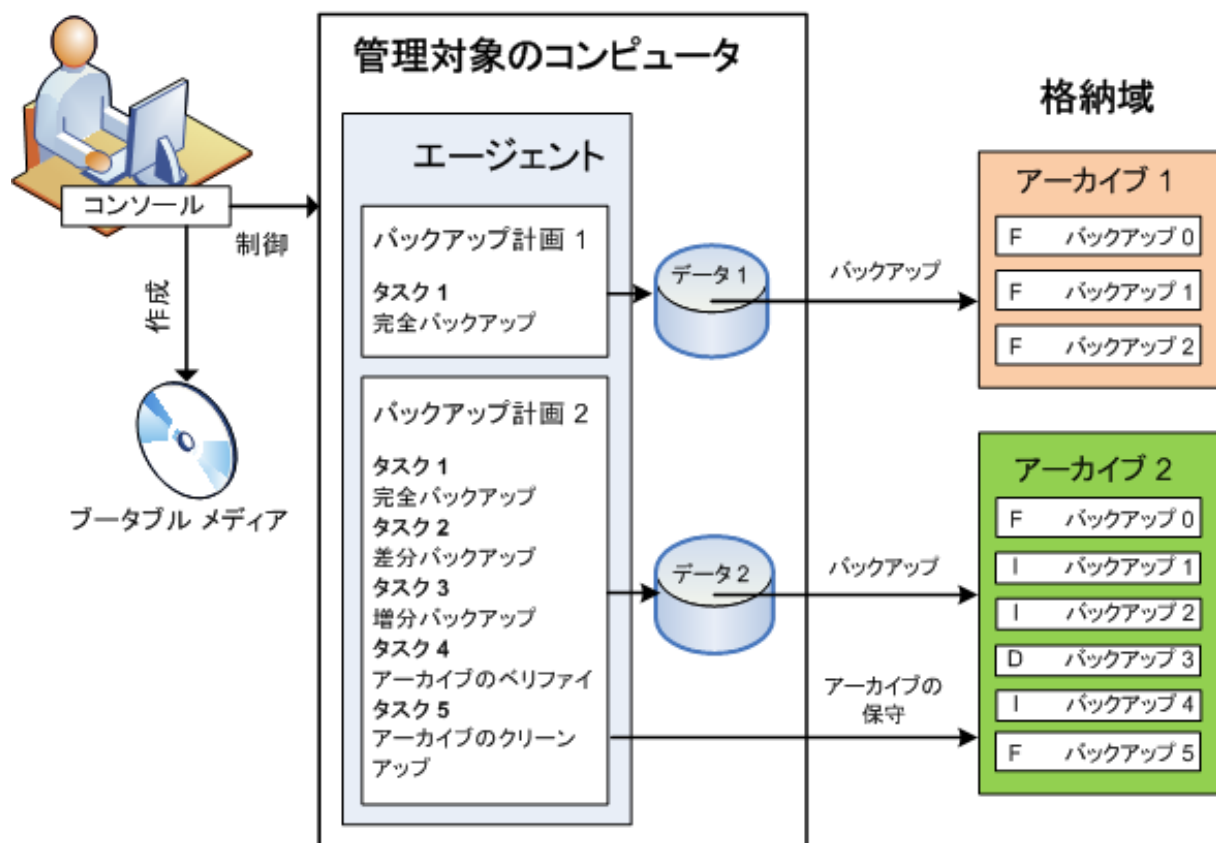 管理対象のコンピュータ
格納域
エージェント
コンソール
制御
作成
ブータブル メディア
バックアップ計画 1
タスク 1
完全バックアップ
バックアップ計画 2
タスク 1
完全バックアップ
タスク 2
差分バックアップ
タスク 3
増分バックアップ
タスク 4
アーカイブのベリファイ
タスク 5
アーカイブのクリーン
アップ
データ 1
バックアップ
データ 2
バックアップ
アーカイブの
保守
アーカイブ 1
F バックアップ 0
F バックアップ 1
F バックアップ 2
アーカイブ 2
F バックアップ 0
I バックアップ 1
I バックアップ 2
D バックアップ 3
I バックアップ 4
F バックアップ 5